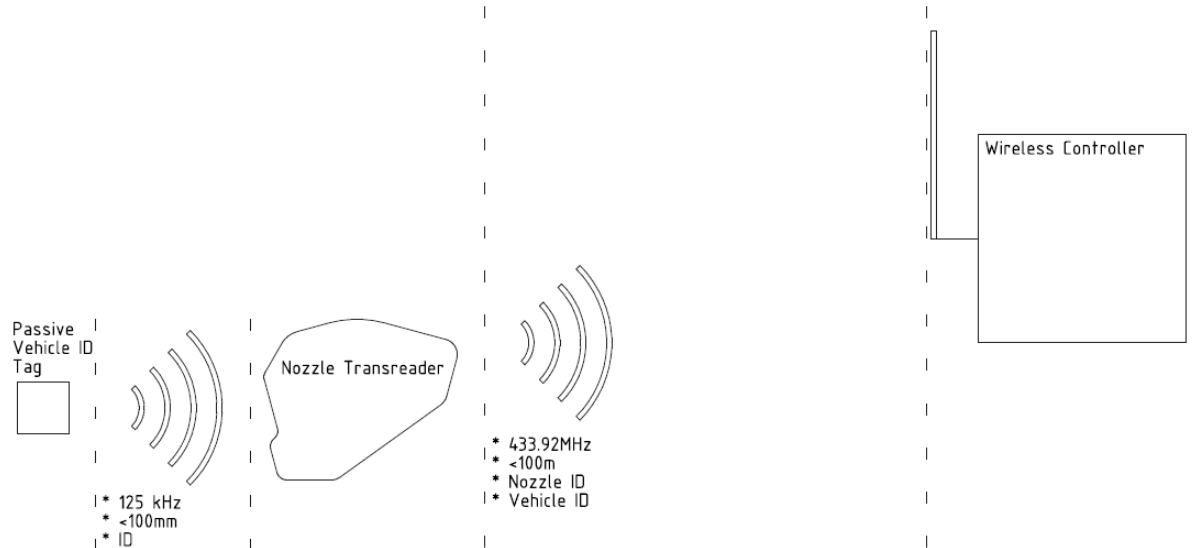 Wireless Controller
Passive
Vehicle ID
Tag
Nozzle Transreader
* 433.92MHz
* <100m
* Nozzle ID
* Vehicle ID
* 125 kHz
* <100mm
* ID